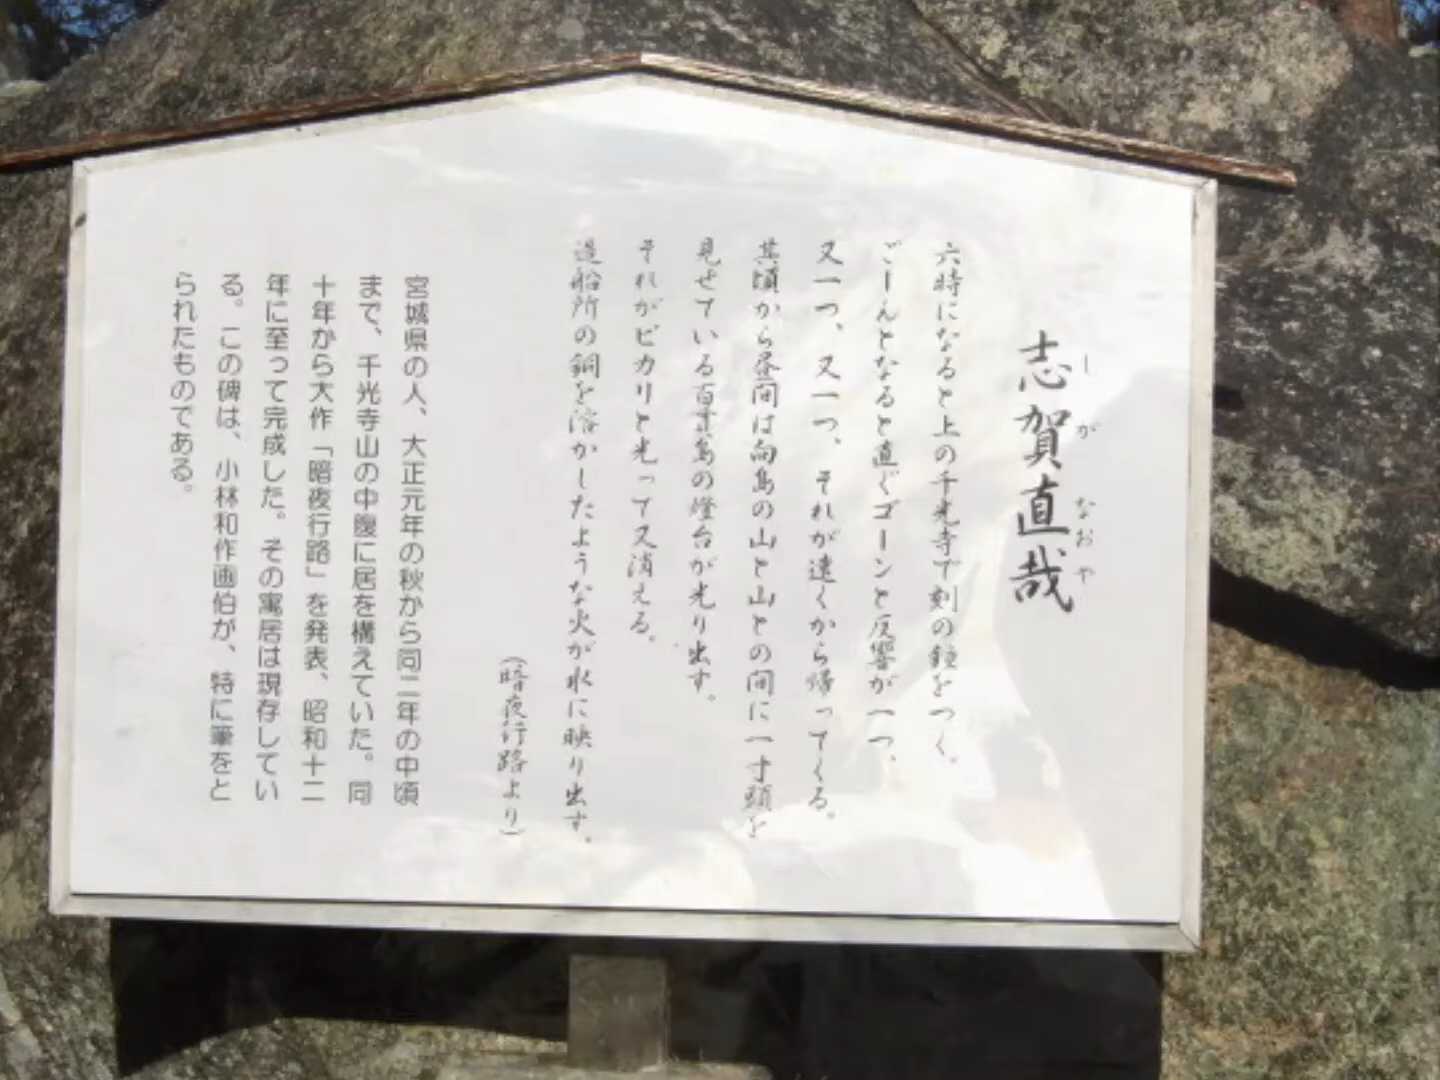 志賀直哉
しがなおや
六時になると上の千光寺で刻の鐘をつく。
ごーんとなると直ぐゴーンと反響が一つ、
又一つ、又一つ、それが遠くから帰ってくる。
其頃から昼間は向島の山と山との間に一寸頭を
見せている百貫島の燈台が光り出す。
それがピカリと光って又消える。
造船所の銅を溶かしたような火が水に映り出す。
(暗夜行路より)
宮城県の人、大正元年の秋から同二年の中頃
まで、千光寺山の中腹に居を構えていた。同
十年から大作「暗夜行路」を発表、昭和十二
年に至って完成した。その寓居は現存してい
る。この碑は、小林和作画伯が、特に筆をと
られたものである。